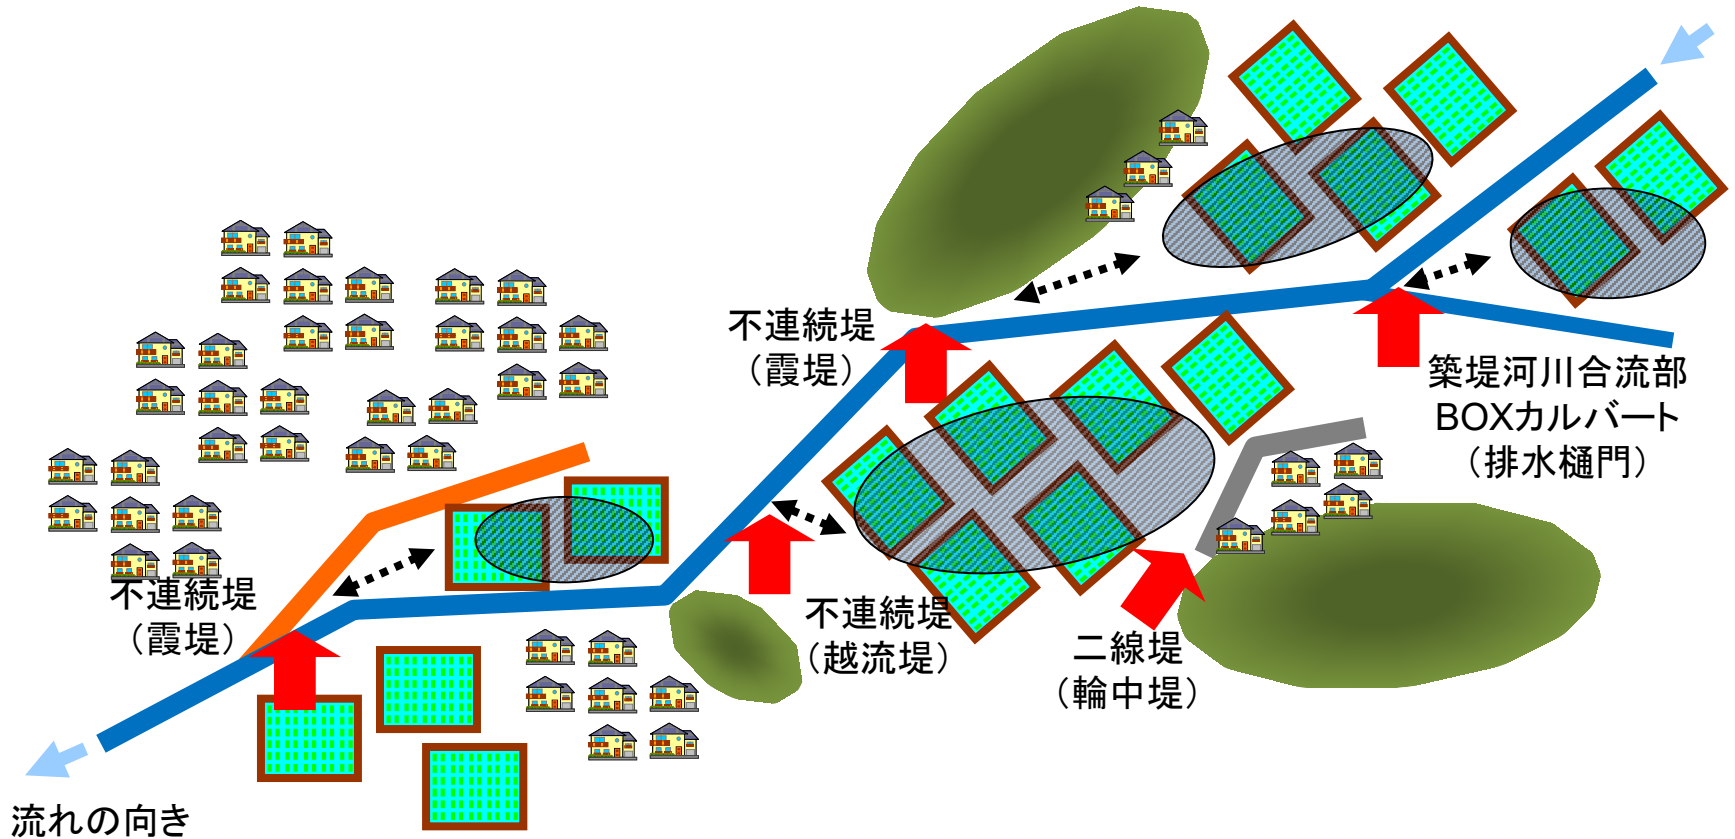 不連続堤
（霞堤）
築堤河川合流部
BOXカルバート
（排水樋門）
不連続堤
（霞堤）
不連続堤
（越流堤）
二線堤
（輪中堤）
流れの向き